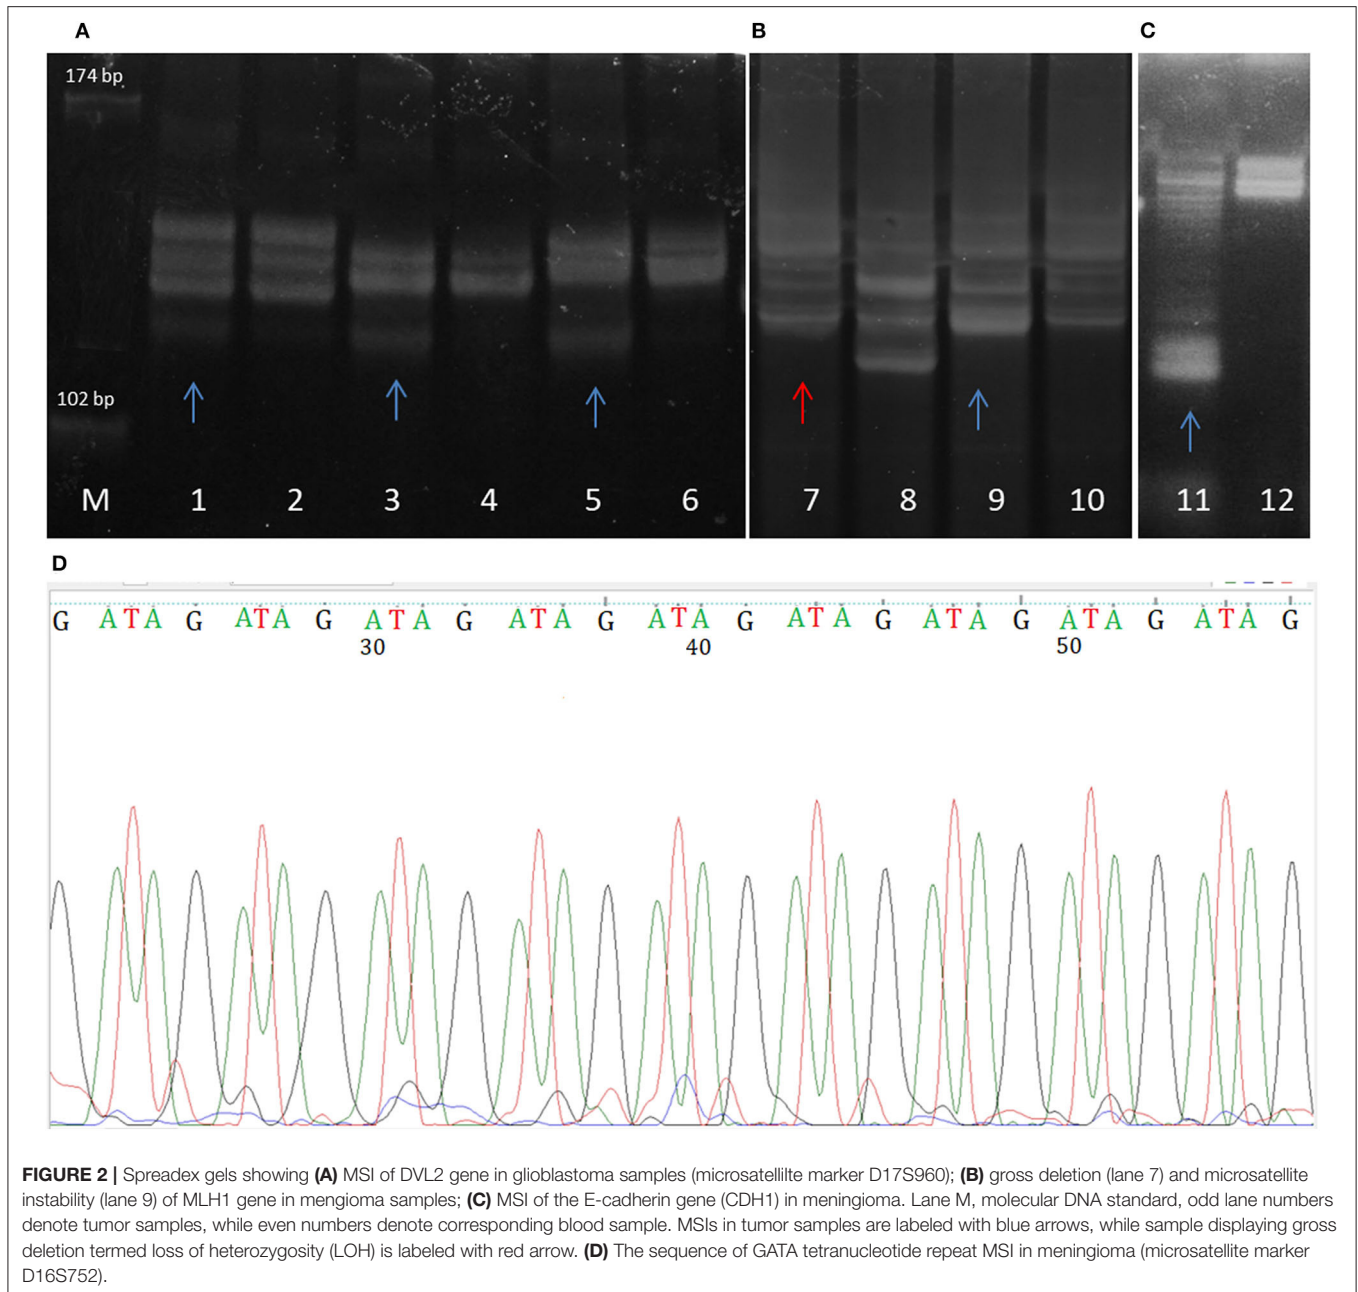 A
B
C
174 bp
102 bp
M 1 2 3 4 5 6
7 8 9 10
11 12
D
G ATA G ATA G ATA G ATA G ATA G ATA G ATA G ATA G ATA G
30 40 50
FIGURE 2 | Spreadex gels showing (A) MSI of DVL2 gene in glioblastoma samples (microsatellilte marker D17S960); (B) gross deletion (lane 7) and microsatellite
instability (lane 9) of MLH1 gene in mengioma samples; (C) MSI of the E-cadherin gene (CDH1) in meningioma. Lane M, molecular DNA standard, odd lane numbers
denote tumor samples, while even numbers denote corresponding blood sample. MSIs in tumor samples are labeled with blue arrows, while sample displaying gross
deletion termed loss of heterozygosity (LOH) is labeled with red arrow. (D) The sequence of GATA tetranucleotide repeat MSI in meningioma (microsatellite marker
D16S752).